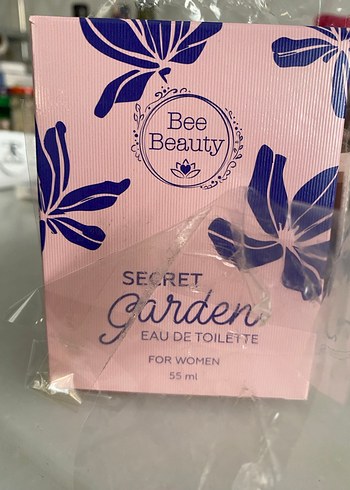 Bee
Beauty
SECRET
garden
EAU DE TOILETTE
FOR WOMEN
55 ml